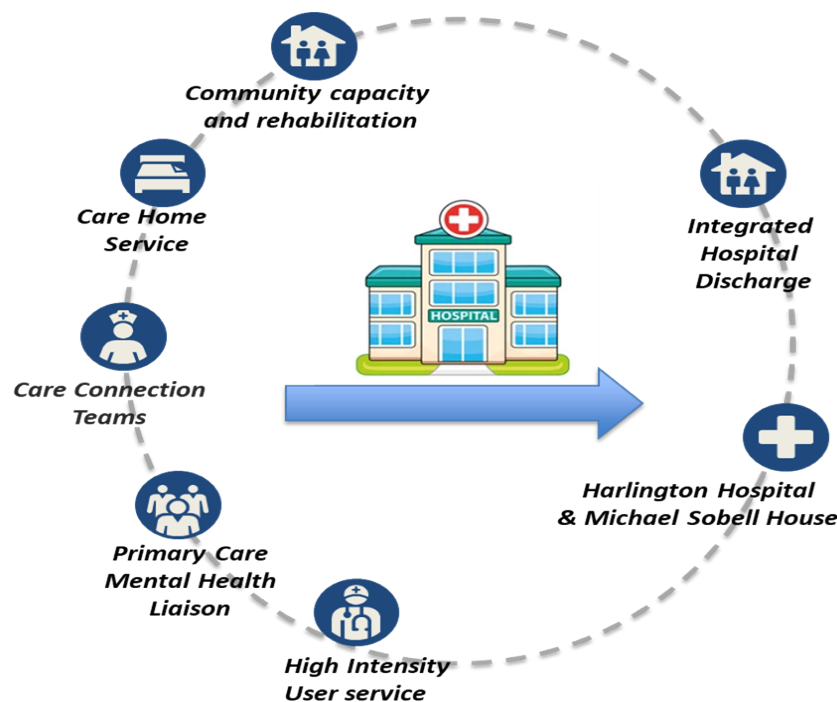 Community capacity
and rehabilitation
Care Home
Service
Integrated
Hospital
Discharge
HOSPITAL
Care Connection
Teams
Harlington Hospital
& Michael Sobell House
Primary Care
Mental Health
Liaison
High Intensity
User service